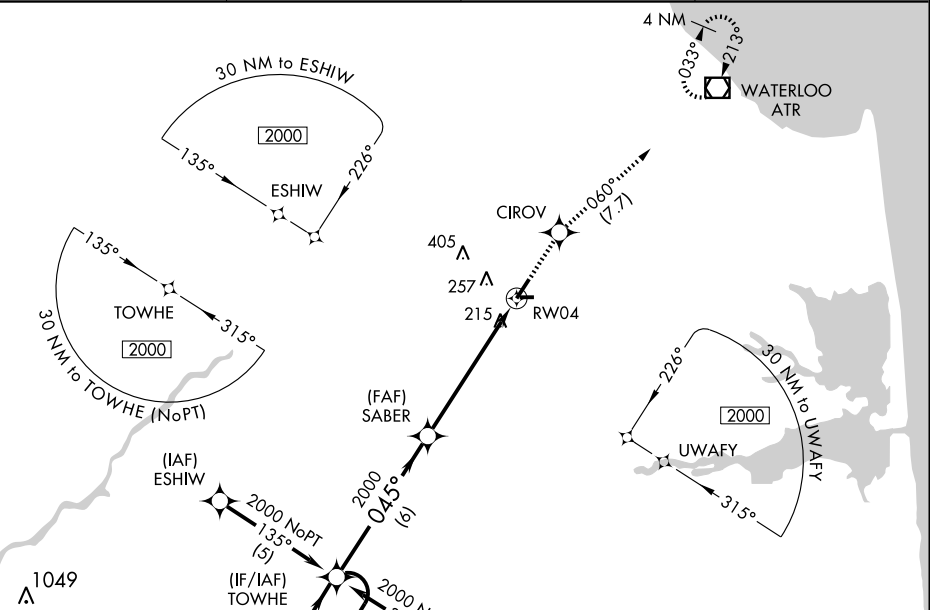 4 NM
033°
213°
WATERLOO
ATR
30 NM to ESHIW
2000
135°
226°
ESHIW
CIROV
060°
(7.7)
405
257
215
RW04
135°
TOWHE
315°
2000
30 NM to TOWHE (NoPT)
226°
30 NM to UWAFY
2000
UWAFY
315°
(FAF)
SABER
2000
045°
(6)
(IAF)
ESHIW
2000 NoPT
135°
(5)
(IF/IAF)
TOWHE
2000
1049